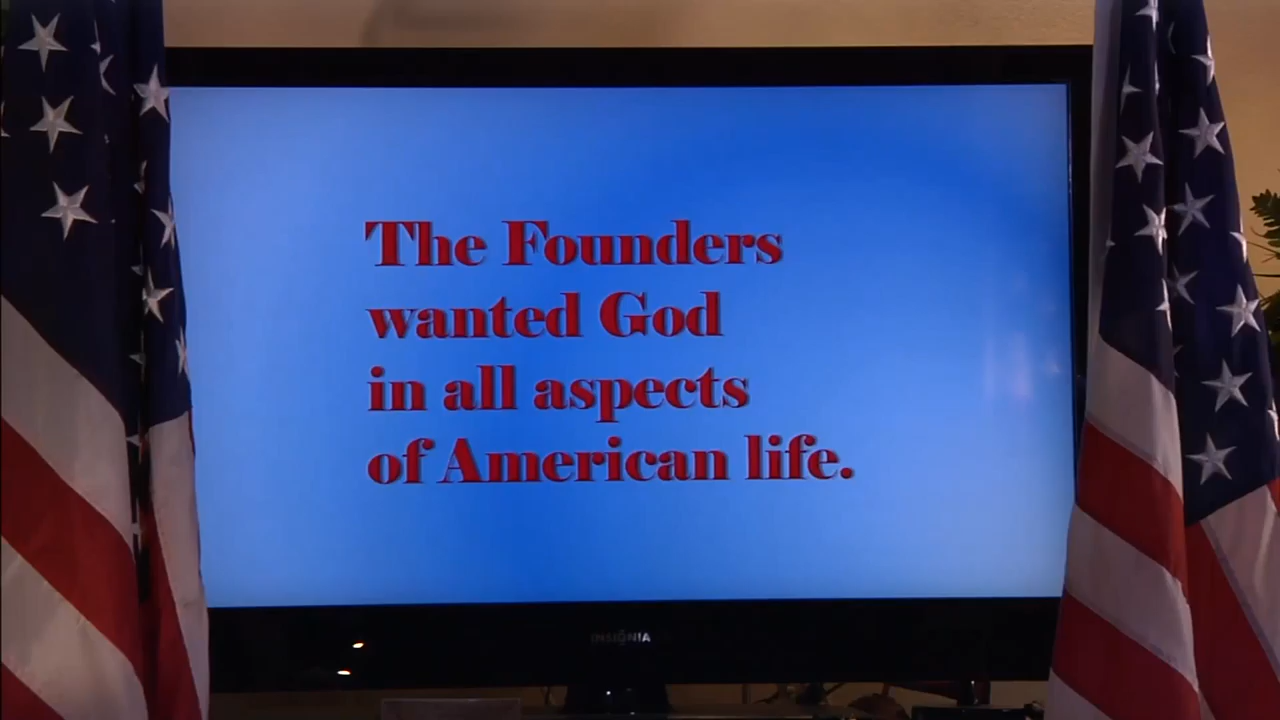 The Founders
wanted God
in all aspects
of American life.
INSIGNIA